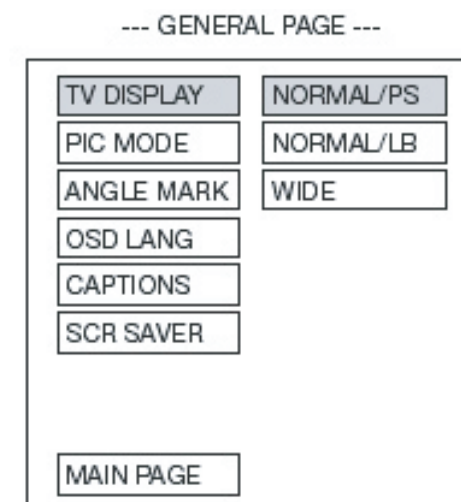 --- GENERAL PAGE ---
TV DISPLAY NORMAL/PS
PIC MODE NORMAL/LB
ANGLE MARK WIDE
OSD LANG
CAPTIONS
SCR SAVER
MAIN PAGE